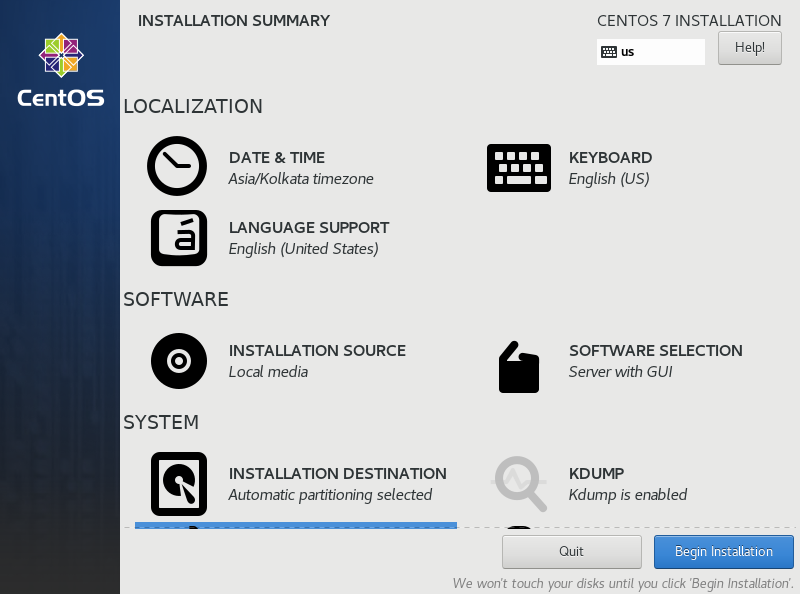 INSTALLATION SUMMARY
CENTOS 7 INSTALLATION
us
Help!
CentOS
LOCALIZATION
DATE & TIME
Asia/Kolkata timezone
KEYBOARD
English (US)
LANGUAGE SUPPORT
English (United States)
SOFTWARE
INSTALLATION SOURCE
Local media
SOFTWARE SELECTION
Server with GUI
SYSTEM
INSTALLATION DESTINATION
Automatic partitioning selected
KDUMP
Kdump is enabled
Quit
Begin Installation
We won't touch your disks until you click 'Begin Installation'.